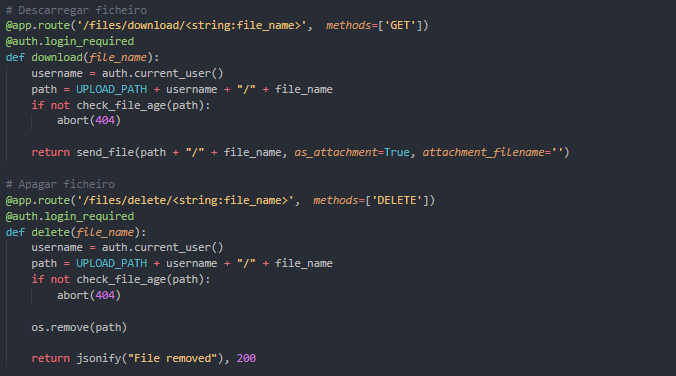 # Descarregar ficheiro
@app.route('/files/download/<string:file_name>',  methods=['GET'])
@auth.login_required
def download(file_name):
    username = auth.current_user()
    path = UPLOAD_PATH + username + "/" + file_name
    if not check_file_age(path):
        abort(404)

    return send_file(path + "/" + file_name, as_attachment=True, attachment_filename='')

# Apagar ficheiro
@app.route('/files/delete/<string:file_name>',  methods=['DELETE'])
@auth.login_required
def delete(file_name):
    username = auth.current_user()
    path = UPLOAD_PATH + username + "/" + file_name
    if not check_file_age(path):
        abort(404)

    os.remove(path)

    return jsonify("File removed"), 200